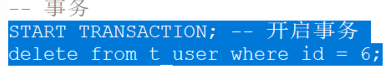 -- 事务
START TRANSACTION; -- 开启事务
delete from t_user where id = 6;